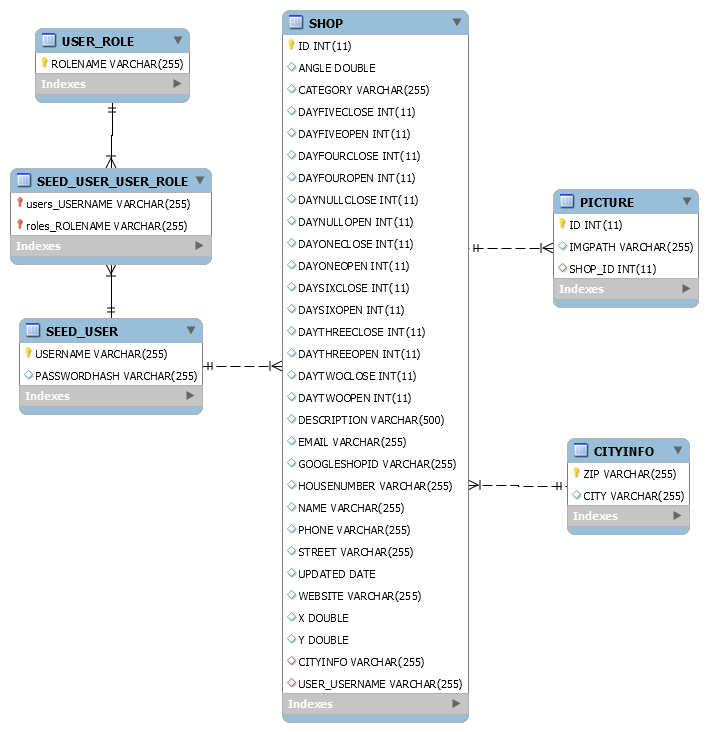 USER_ROLE
ROLENAME VARCHAR(255)
Indexes
SEED_USER_USER_ROLE
users_USERNAME VARCHAR(255)
roles_ROLENAME VARCHAR(255)
Indexes
SEED_USER
USERNAME VARCHAR(255)
PASSWORDHASH VARCHAR(255)
Indexes
SHOP
ID INT(11)
ANGLE DOUBLE
CATEGORY VARCHAR(255)
DAYFIVECLOSE INT(11)
DAYFIVEOPEN INT(11)
DAYFOURCLOSE INT(11)
DAYFOUROPEN INT(11)
DAYNULLCLOSE INT(11)
DAYNULLOPEN INT(11)
DAYONECLOSE INT(11)
DAYONEOPEN INT(11)
DAYSIXCLOSE INT(11)
DAYSIXOPEN INT(11)
DAYTHREECLOSE INT(11)
DAYTHREEOPEN INT(11)
DAYTWOCLOSE INT(11)
DAYTWOOPEN INT(11)
DESCRIPTION VARCHAR(500)
EMAIL VARCHAR(255)
GOOGLESHOPID VARCHAR(255)
HOUSENUMBER VARCHAR(255)
NAME VARCHAR(255)
PHONE VARCHAR(255)
STREET VARCHAR(255)
UPDATED DATE
WEBSITE VARCHAR(255)
X DOUBLE
Y DOUBLE
CITYINFO VARCHAR(255)
USER_USERNAME VARCHAR(255)
Indexes
PICTURE
ID INT(11)
IMGPATH VARCHAR(255)
SHOP_ID INT(11)
Indexes
CITYINFO
ZIP VARCHAR(255)
CITY VARCHAR(255)
Indexes